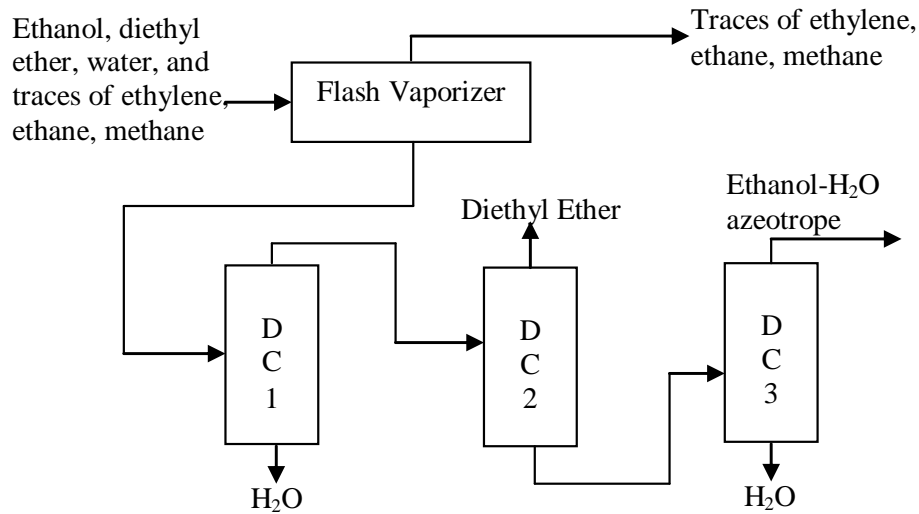 Ethanol, diethyl
ether, water, and
traces of ethylene,
ethane, methane
Flash Vaporizer
Traces of ethylene,
ethane, methane
D
C
1
H₂O
Diethyl Ether
D
C
2
Ethanol-H₂O
azeotrope
D
C
3
H₂O